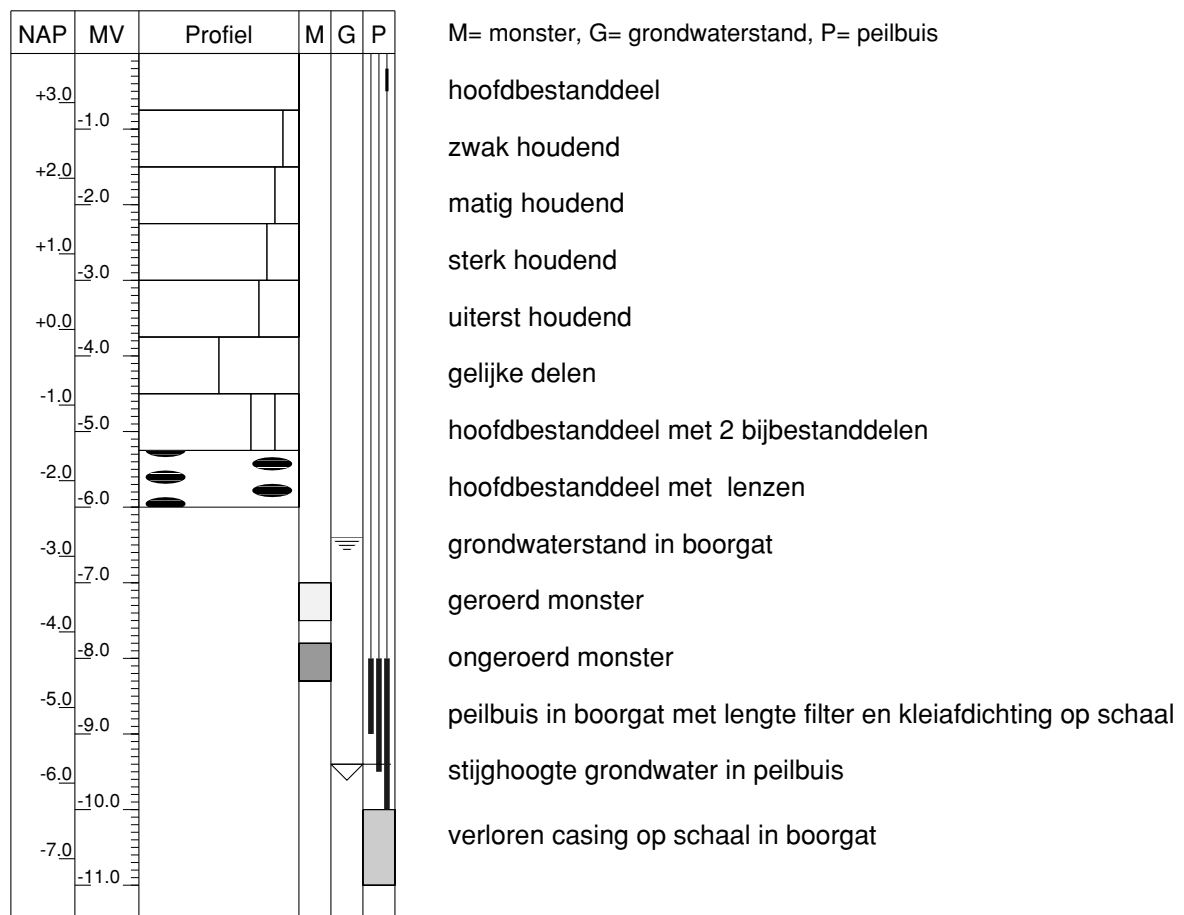 NAP MV Profiel M G P M= monster, G= grondwaterstand, P= peilbuis
hoofdbestanddeel
+3.0
-1.0
zwak houdend
+2.0
-2.0
matig houdend
+1.0
sterk houdend
-3.0
+0.0
uiterst houdend
-4.0
gelijke delen
-1.0
-5.0
hoofdbestanddeel met 2 bijbestanddelen
-2.0
hoofdbestanddeel met lenzen
-6.0
grondwaterstand in boorgat
-3.0
-7.0
geroerd monster
-4.0
-8.0
ongeroerd monster
-5.0
peilbuis in boorgat met lengte filter en kleiafdichting op schaal
-9.0
stijghoogte grondwater in peilbuis
-6.0
-10.0
verloren casing op schaal in boorgat
-7.0
-11.0